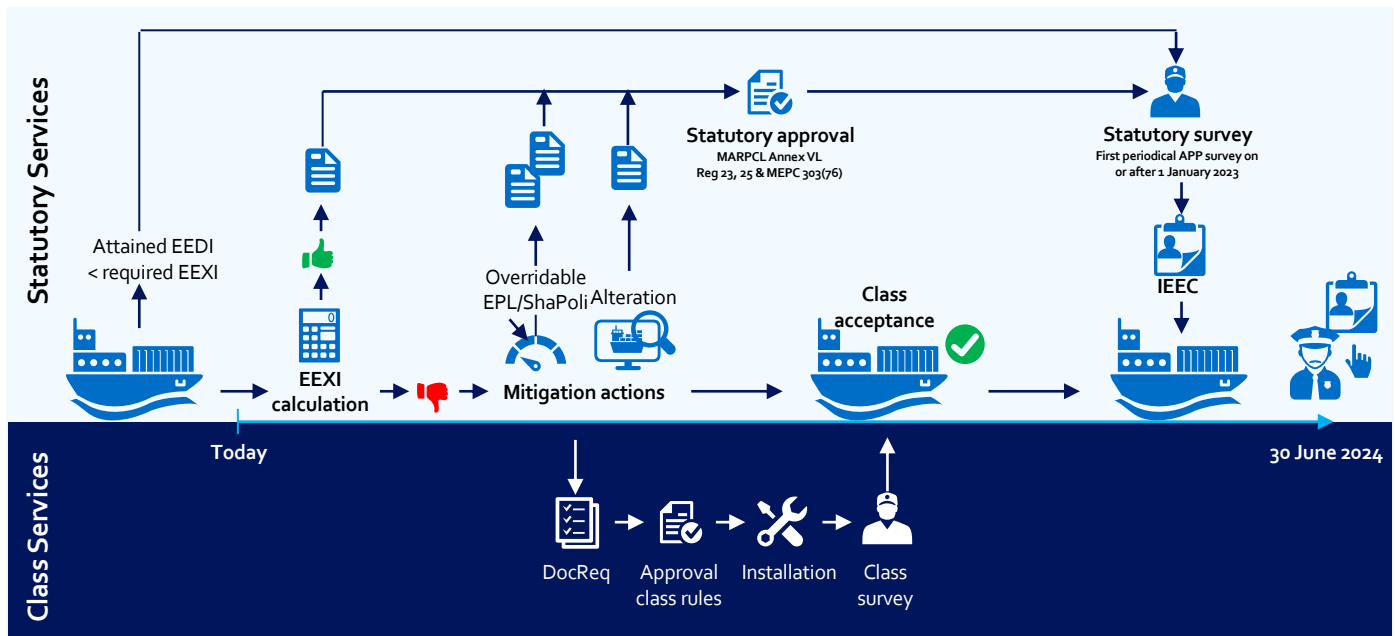 Statutory Services
Attained EEDI
< required EEXI
EEXI
calculation
Overridable
EPL/ShaPoli
Alteration
Mitigation actions
Statutory approval
MARPCL Annex VL
Reg 23, 25 & MEPC 303(76)
Class
acceptance
Statutory survey
First periodical APP survey on
or after 1 January 2023
IEEC
Today
30 June 2024
Class Services
DocReq
Approval
class rules
Installation
Class
survey
0